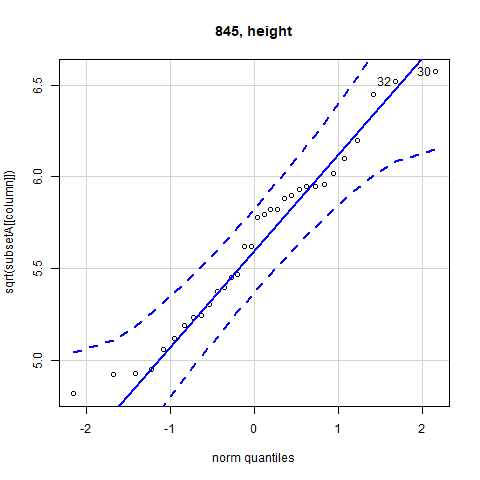 845, height
sqrt(subsetA[[column]])
6.5
6.0
5.5
5.0
32
30
-2 -1 0 1 2
norm quantiles